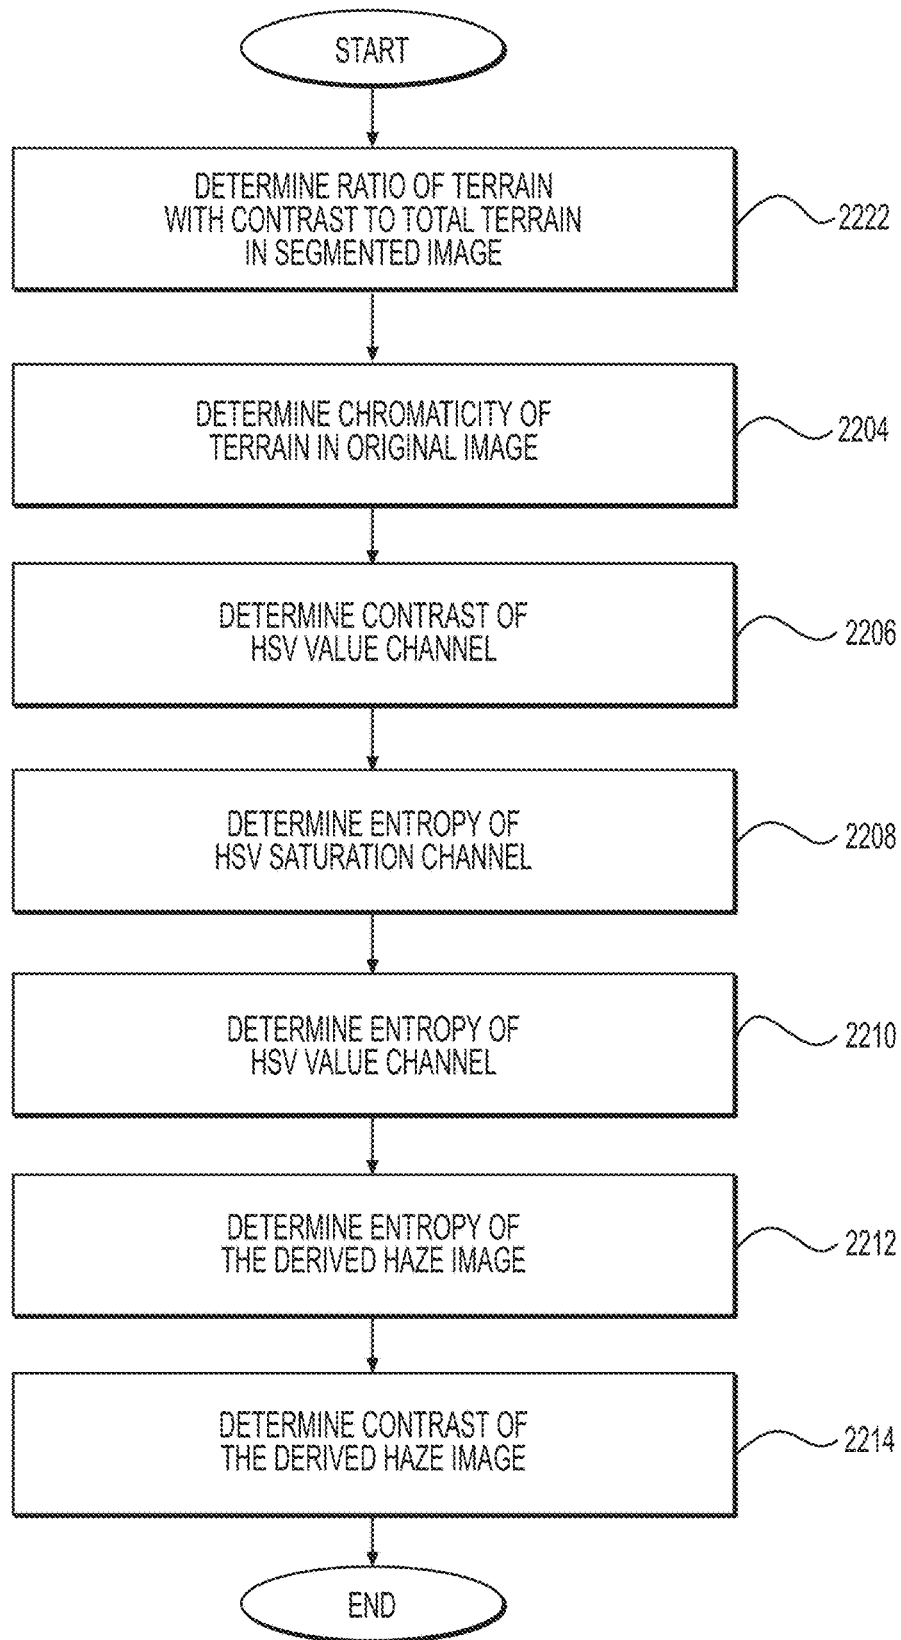 START
DETERMINE RATIO OF TERRAIN
WITH CONTRAST TO TOTAL TERRAIN
IN SEGMENTED IMAGE
2222
DETERMINE CHROMATICITY OF
TERRAIN IN ORIGINAL IMAGE
2204
DETERMINE CONTRAST OF
HSV VALUE CHANNEL
2206
DETERMINE ENTROPY OF
HSV SATURATION CHANNEL
2208
DETERMINE ENTROPY OF
HSV VALUE CHANNEL
2210
DETERMINE ENTROPY OF
THE DERIVED HAZE IMAGE
2212
DETERMINE CONTRAST OF
THE DERIVED HAZE IMAGE
2214
END